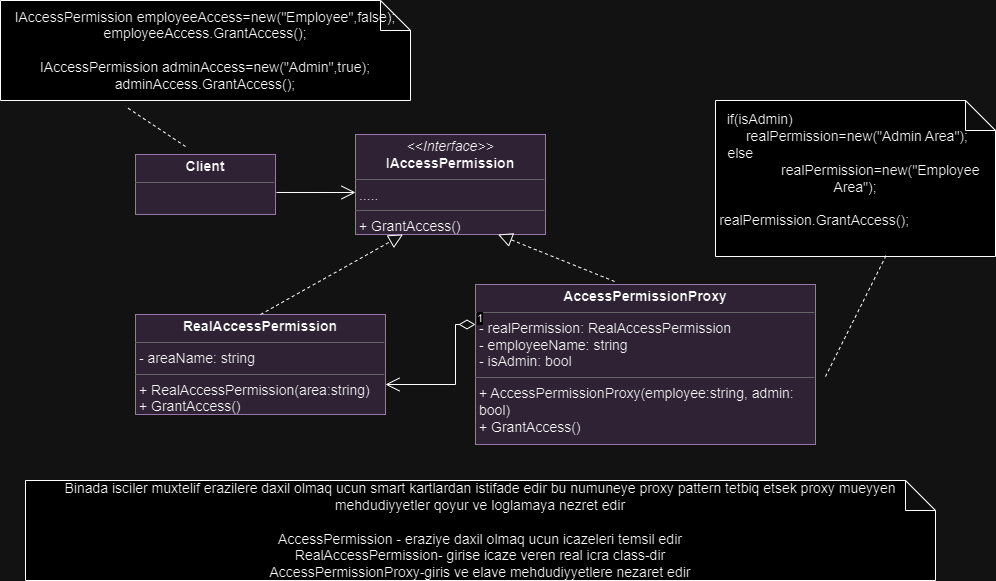 IAccessPermission employeeAccess=new("Employee",false);
employeeAccess.GrantAccess();
IAccessPermission adminAccess=new("Admin",true);
adminAccess.GrantAccess();
if(isAdmin)
realPermission=new("Admin Area");
else
realPermission=new("Employee
Area");
realPermission.GrantAccess();
Client
<<Interface>>
IAccessPermission
.....
+ GrantAccess()
RealAccessPermission
- areaName: string
+ RealAccessPermission(area:string)
+ GrantAccess()
AccessPermissionProxy
1
- realPermission: RealAccessPermission
- employeeName: string
- isAdmin: bool
+ AccessPermissionProxy(employee:string, admin:
bool)
+ GrantAccess()
Binada isciler muxtelif erazilere daxil olmaq ucun smart kartlardan istifade edir bu numuneye proxy pattern tetbiq etsek proxy mueyyen
mehdudiyyetler qoyur ve loglamaya nezret edir
AccessPermission - eraziye daxil olmaq ucun icazeleri temsil edir
RealAccessPermission- girise icaze veren real icra class-dir
AccessPermissionProxy-giris ve elave mehdudiyyetlere nezaret edir